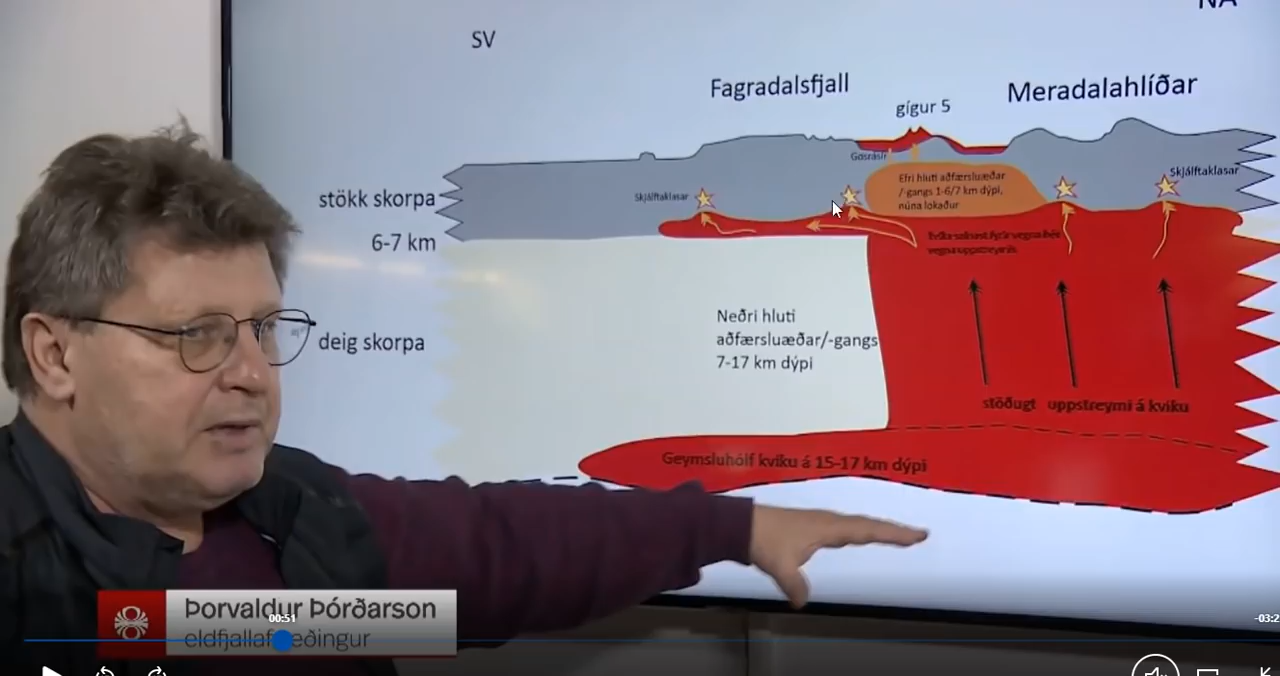 NA
SV
Fagradalsfjall
Meradalahlíðar
gígur 5
Gosrás
Skjálftaklasar
Efri hluti aðfærsluæðar
/-gangs 1-6/7 km dýpi,
núna lokaður
stökk skorpa
Skjálftaklasar
6-7 km
vegna uppstreymis
Neðri hluti
aðfærsluæðar/-gangs
7-17 km dýpi
deig skorpa
stöðugt uppstreymi á kviku
Geymsluhólf kviku á 15-17 km dýpi
Þorvaldur Þórðarson
eldfjallafræðingur
00:51
-03:2